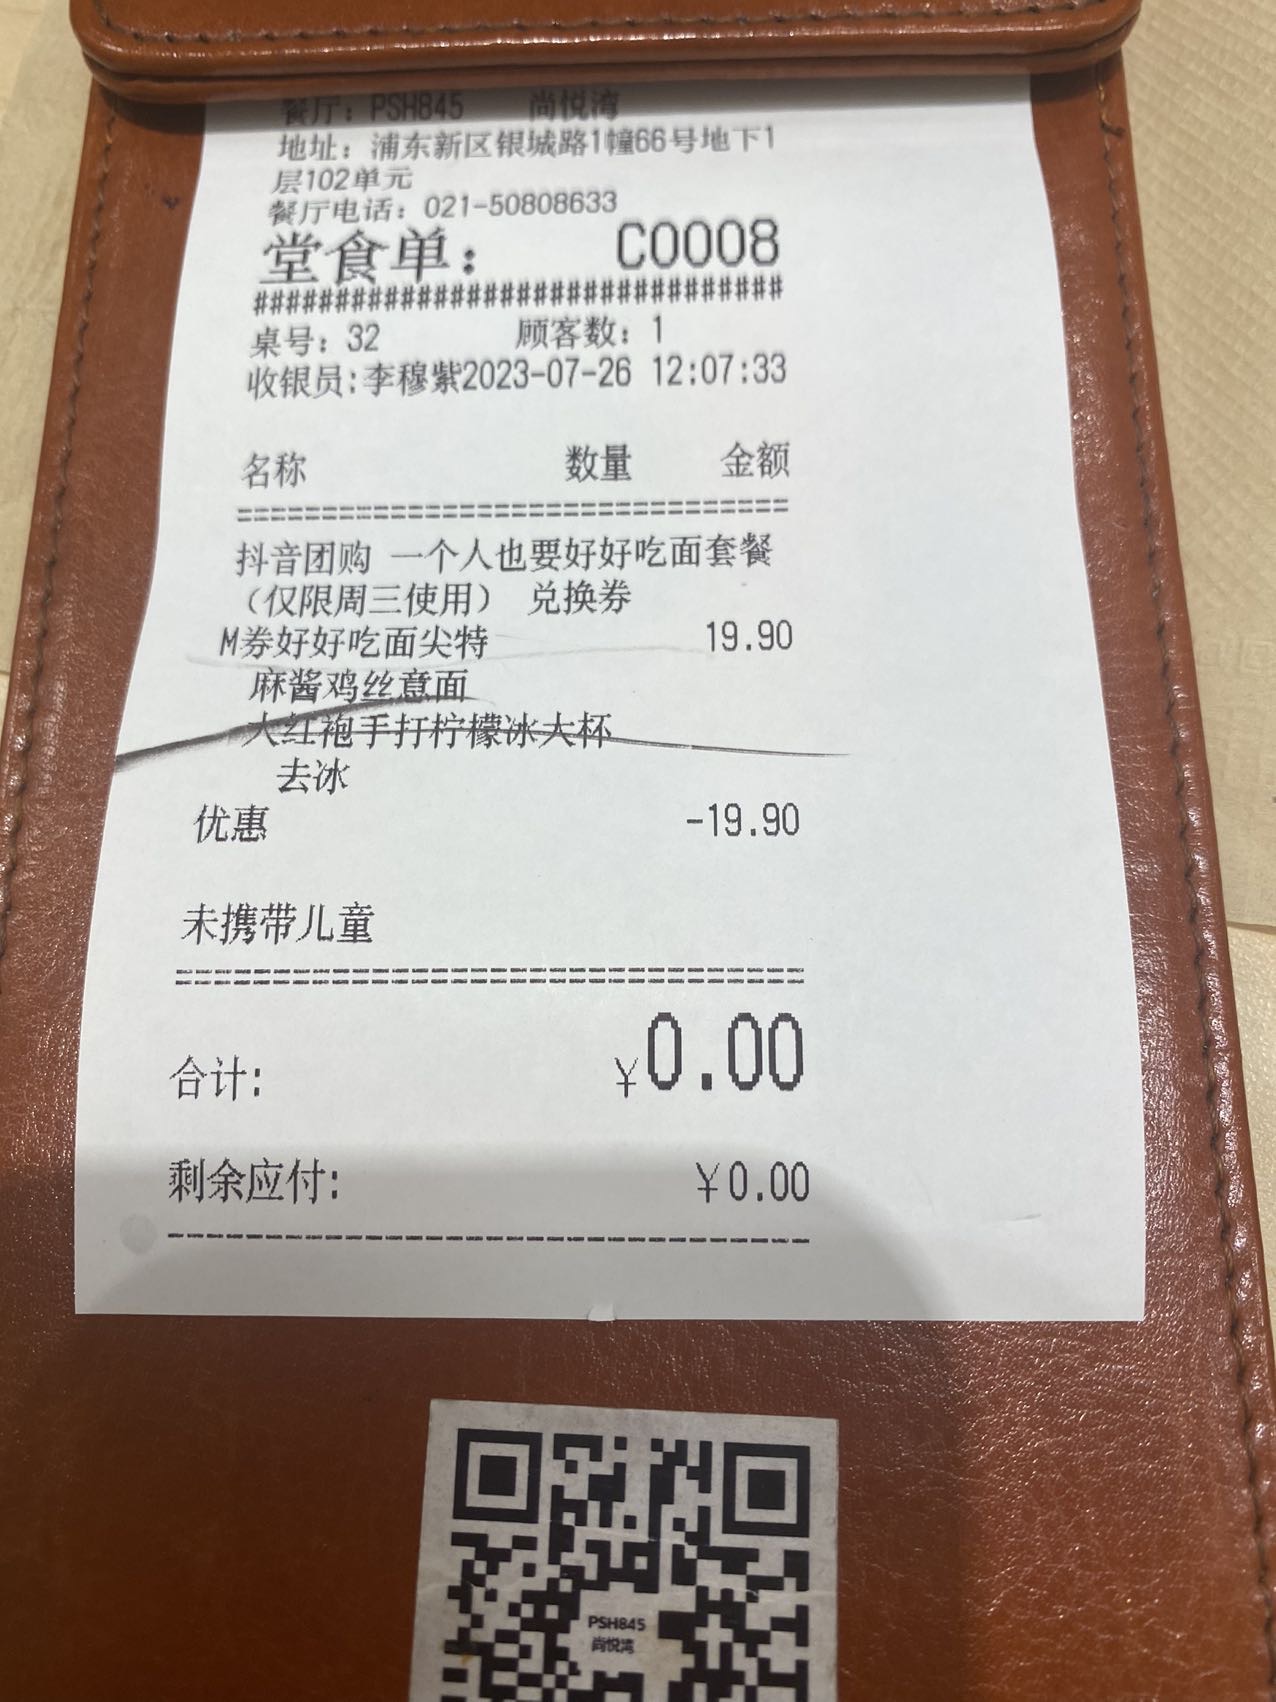 餐厅：PSH845 尚悦湾
地址：浦东新区银城路1幢66号地下1
层102单元
餐厅电话：021-50808633
堂食单： C0008
################################
桌号：32 顾客数：1
收银员:李穆紫2023-07-26 12:07:33
名称 数量 金额
================================
抖音团购 一个人也要好好吃面套餐
（仅限周三使用） 兑换券
M券好好吃面尖特 19.90
麻酱鸡丝意面
大红袍手打柠檬冰大杯
去冰
优惠 -19.90
未携带儿童
================================
合计: ¥0.00
剩余应付: ¥0.00
--------------------------------
PSH845
尚悦湾